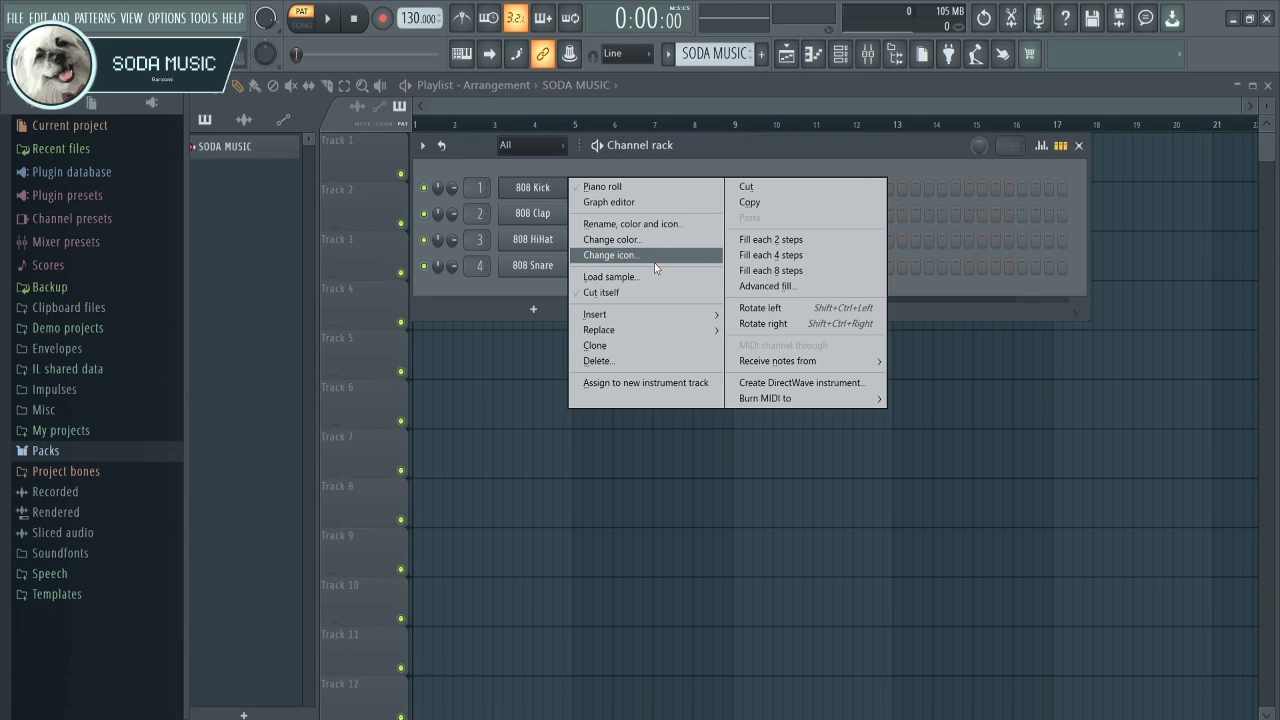 FILE EDIT ADD PATTERNS VIEW OPTIONS TOOLS HELP
PAT
SONG
130.000
3.2.
0:00:00
M:S:CS
0
105 MB
0
SODA MUSIC
Line
SODA MUSIC
Playlist - Arrangement › SODA MUSIC ›
NOTE CHAN PAT
1 2 3 4 5 6 7 8 9 10 11 12 13 14 15 16 17 18 19 20 21
Current project
Recent files
Plugin database
Plugin presets
Channel presets
Mixer presets
Scores
Backup
Clipboard files
Demo projects
Envelopes
IL shared data
Impulses
Misc
My projects
Packs
Project bones
Recorded
Rendered
Sliced audio
Soundfonts
Speech
Templates
SODA MUSIC
Track 1
Track 2
Track 3
Track 4
Track 5
Track 6
Track 7
Track 8
Track 9
Track 10
Track 11
Track 12
All
Channel rack
1 808 Kick
2 808 Clap
3 808 HiHat
4 808 Snare
+
Piano roll
Graph editor
Rename, color and icon...
Change color...
Change icon...
Load sample...
Cut itself
Insert
Replace
Clone
Delete...
Assign to new instrument track
Cut
Copy
Paste
Fill each 2 steps
Fill each 4 steps
Fill each 8 steps
Advanced fill...
Rotate left Shift+Ctrl+Left
Rotate right Shift+Ctrl+Right
MIDI channel through
Receive notes from
Create DirectWave instrument...
Burn MIDI to